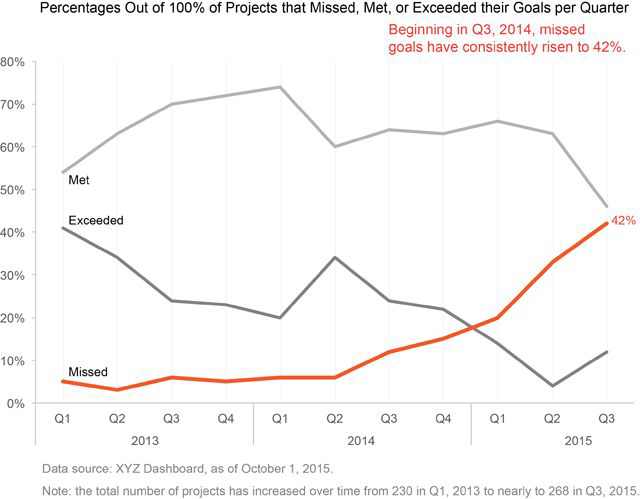 Percentages Out of 100% of Projects that Missed, Met, or Exceeded their Goals per Quarter
Beginning in Q3, 2014, missed
goals have consistently risen to 42%.
80%
70%
60%
50%
40%
30%
20%
10%
0%
Met
Exceeded
Missed
42%
Q1 Q2 Q3 Q4 Q1 Q2 Q3 Q4 Q1 Q2 Q3
2013 2014 2015
Data source: XYZ Dashboard, as of October 1, 2015.
Note: the total number of projects has increased over time from 230 in Q1, 2013 to nearly to 268 in Q3, 2015.